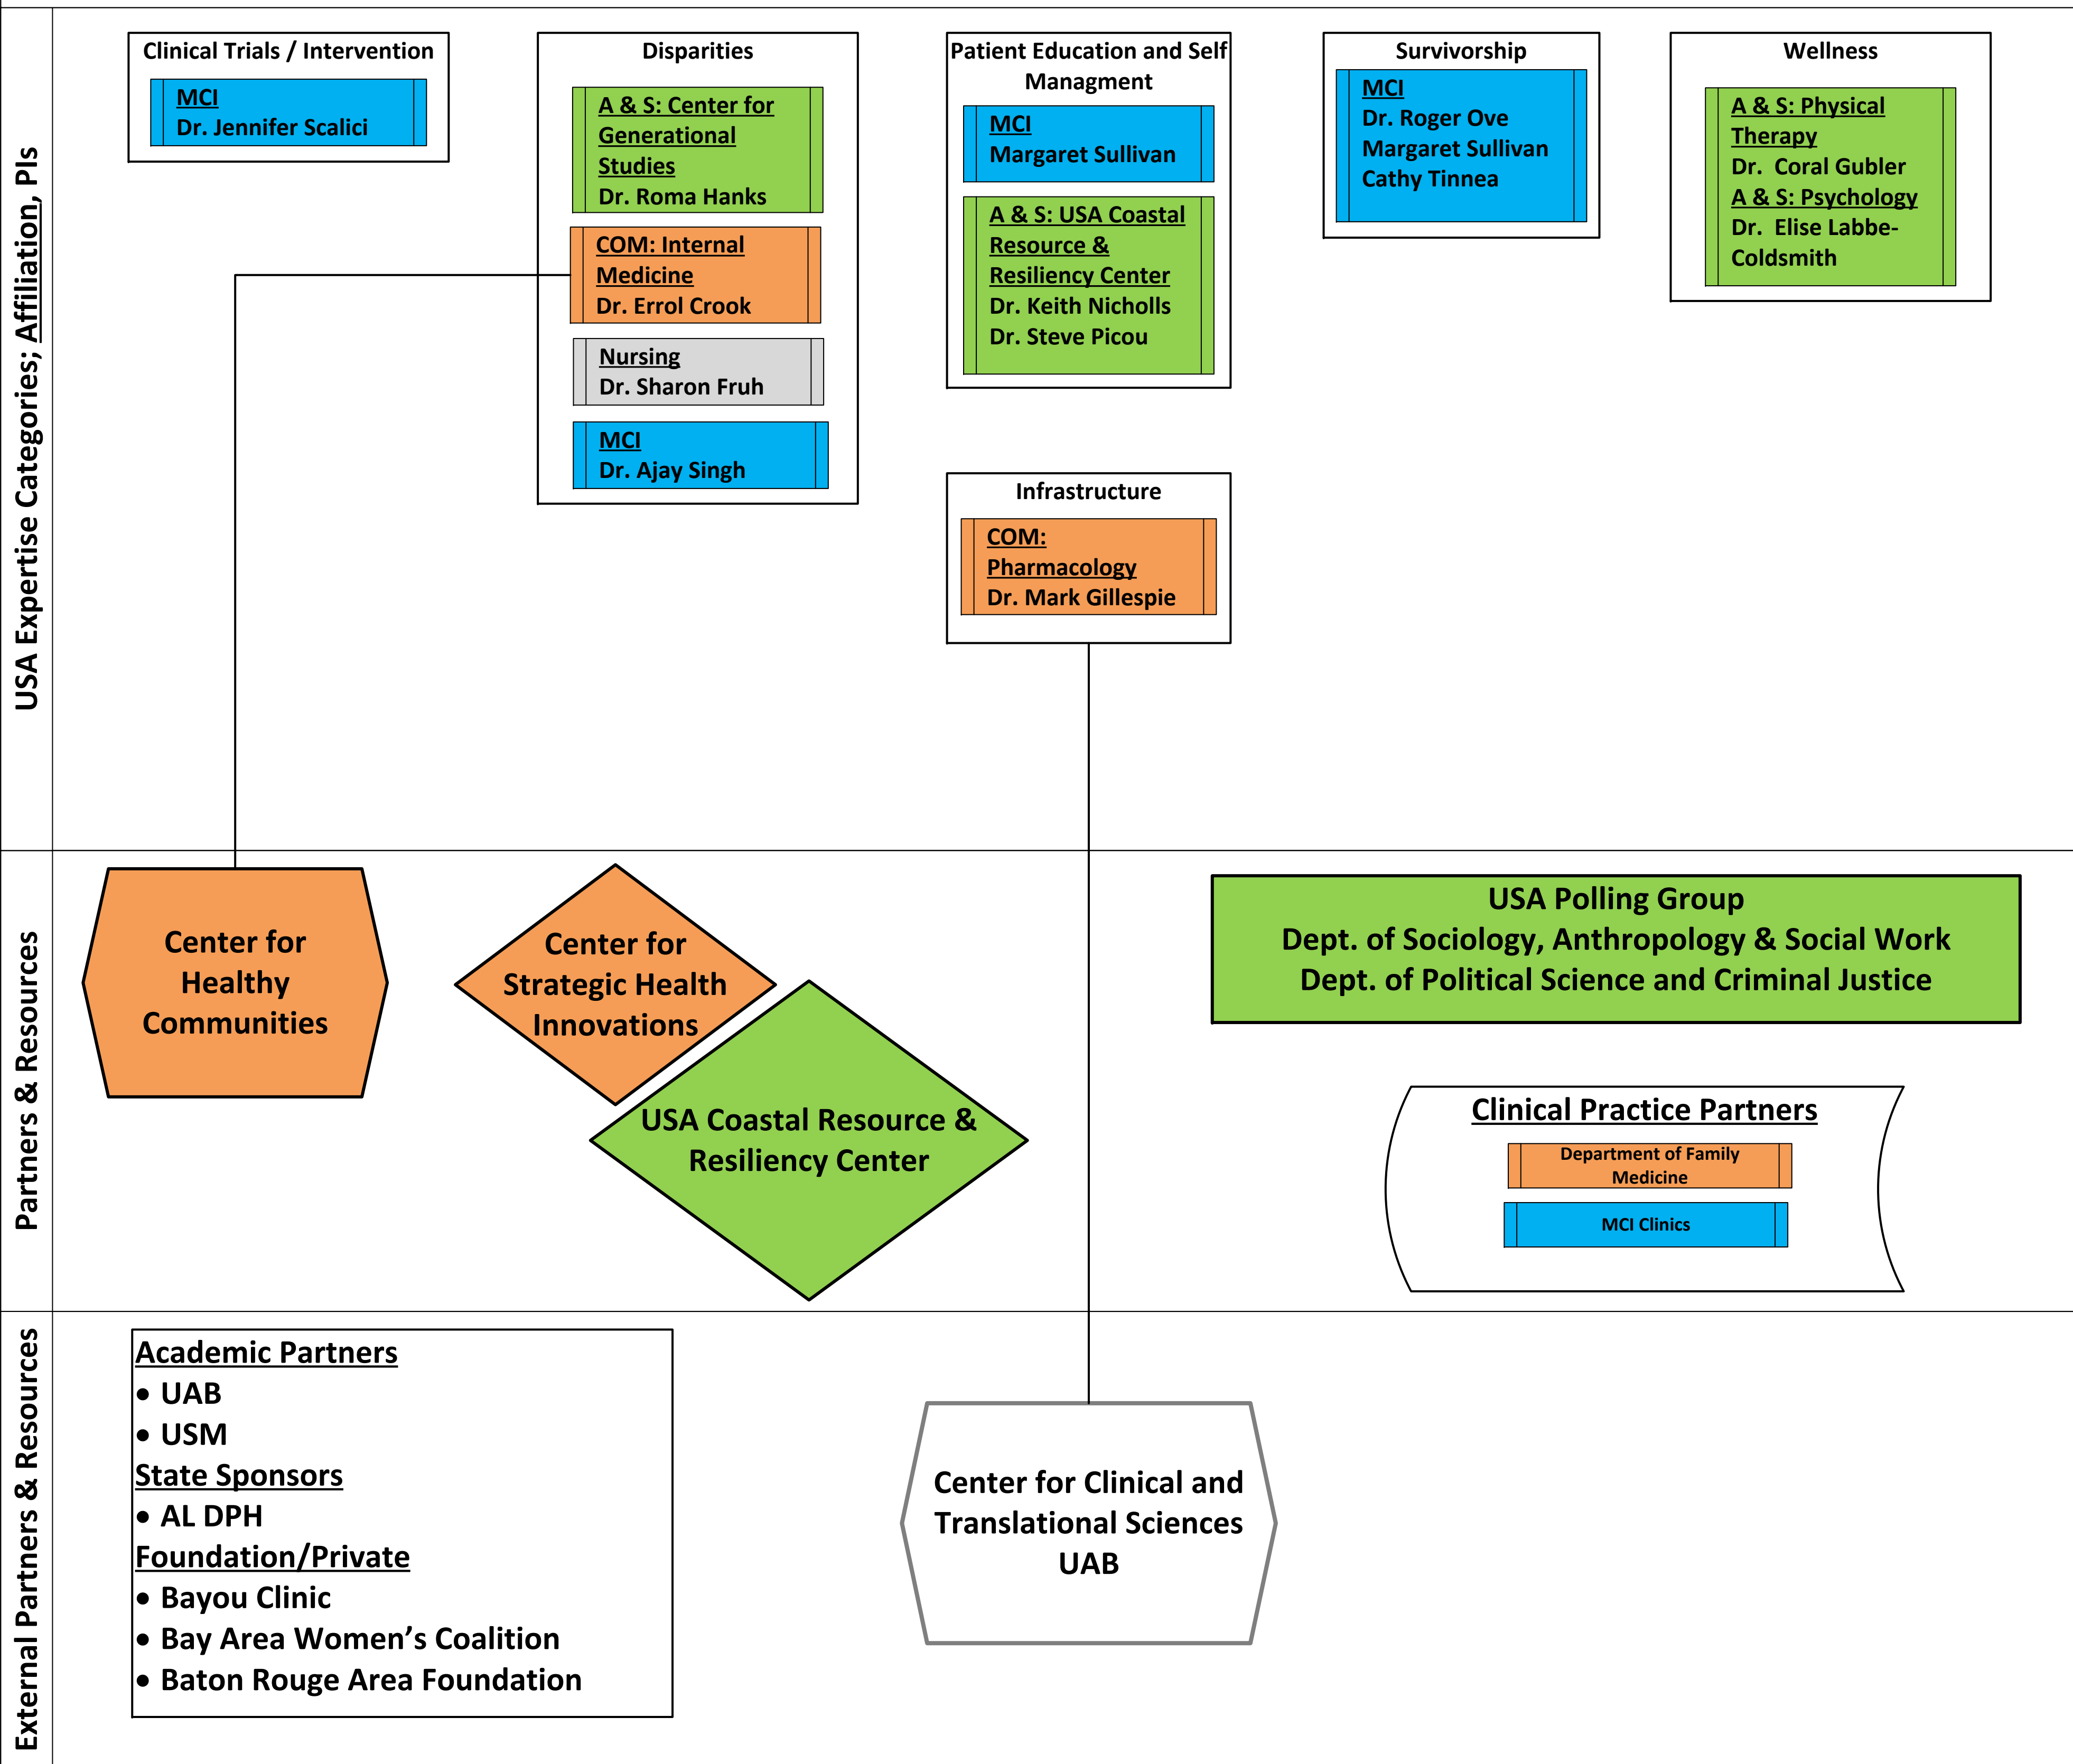 USA Expertise Categories; Affiliation, PIs
Clinical Trials / Intervention
MCI
Dr. Jennifer Scalici
Disparities
A & S: Center for
Generational
Studies
Dr. Roma Hanks
COM: Internal
Medicine
Dr. Errol Crook
Nursing
Dr. Sharon Fruh
MCI
Dr. Ajay Singh
Patient Education and Self
Managment
MCI
Margaret Sullivan
A & S: USA Coastal
Resource &
Resiliency Center
Dr. Keith Nicholls
Dr. Steve Picou
Infrastructure
COM:
Pharmacology
Dr. Mark Gillespie
Survivorship
MCI
Dr. Roger Ove
Margaret Sullivan
Cathy Tinnea
Wellness
A & S: Physical
Therapy
Dr.  Coral Gubler
A & S: Psychology
Dr.  Elise Labbe-
Coldsmith
Partners & Resources
Center for
Healthy
Communities
Center for
Strategic Health
Innovations
USA Coastal Resource &
Resiliency Center
USA Polling Group
Dept. of Sociology, Anthropology & Social Work
Dept. of Political Science and Criminal Justice
Clinical Practice Partners
Department of Family
Medicine
MCI Clinics
External Partners & Resources
Academic Partners
• UAB
• USM
State Sponsors
• AL DPH
Foundation/Private
• Bayou Clinic
• Bay Area Women’s Coalition
• Baton Rouge Area Foundation
Center for Clinical and
Translational Sciences
UAB